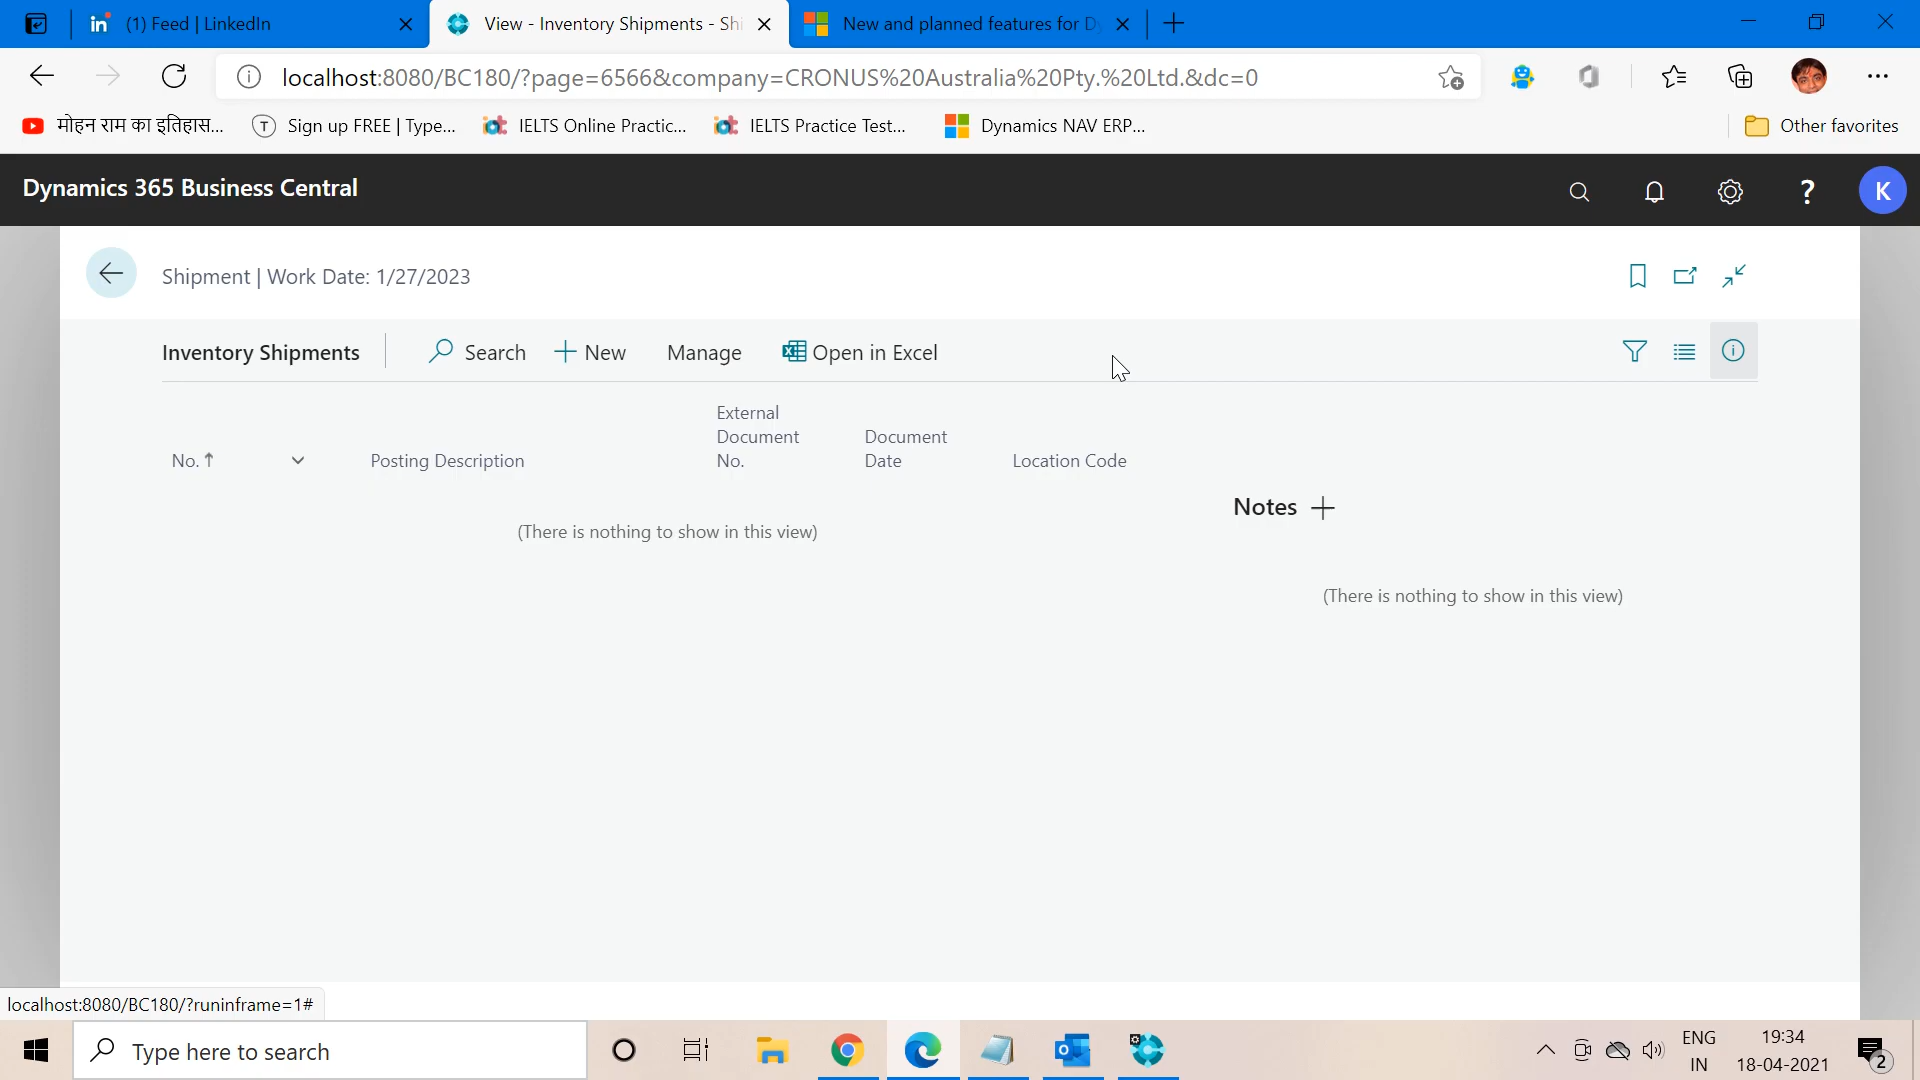 (1) Feed | LinkedIn
View - Inventory Shipments - Shi
New and planned features for Dy
localhost:8080/BC180/?page=6566&company=CRONUS%20Australia%20Pty.%20Ltd.&dc=0
मोहन राम का इतिहास...
Sign up FREE | Type...
IELTS Online Practic...
IELTS Practice Test...
Dynamics NAV ERP...
Other favorites
Dynamics 365 Business Central
?
K
Shipment | Work Date: 1/27/2023
Inventory Shipments
Search
New
Manage
Open in Excel
No. ↑
Posting Description
External
Document
No.
Document
Date
Location Code
(There is nothing to show in this view)
Notes
(There is nothing to show in this view)
localhost:8080/BC180/?runinframe=1#
Type here to search
ENG
IN
19:34
18-04-2021
2